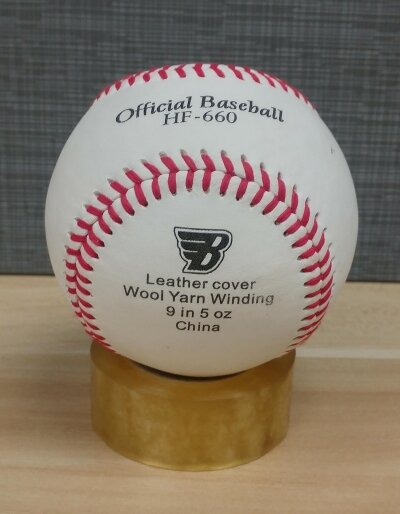 Official Baseball
HF-660
B
Leather cover
Wool Yarn Winding
9 in 5 oz
China